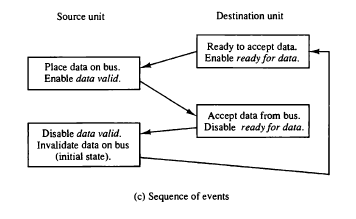 Source unit
Destination unit
Ready to accept data.
Enable ready for data.
Place data on bus.
Enable data valid.
Accept data from bus.
Disable ready for data.
Disable data valid.
Invalidate data on bus
(initial state).
(c) Sequence of events